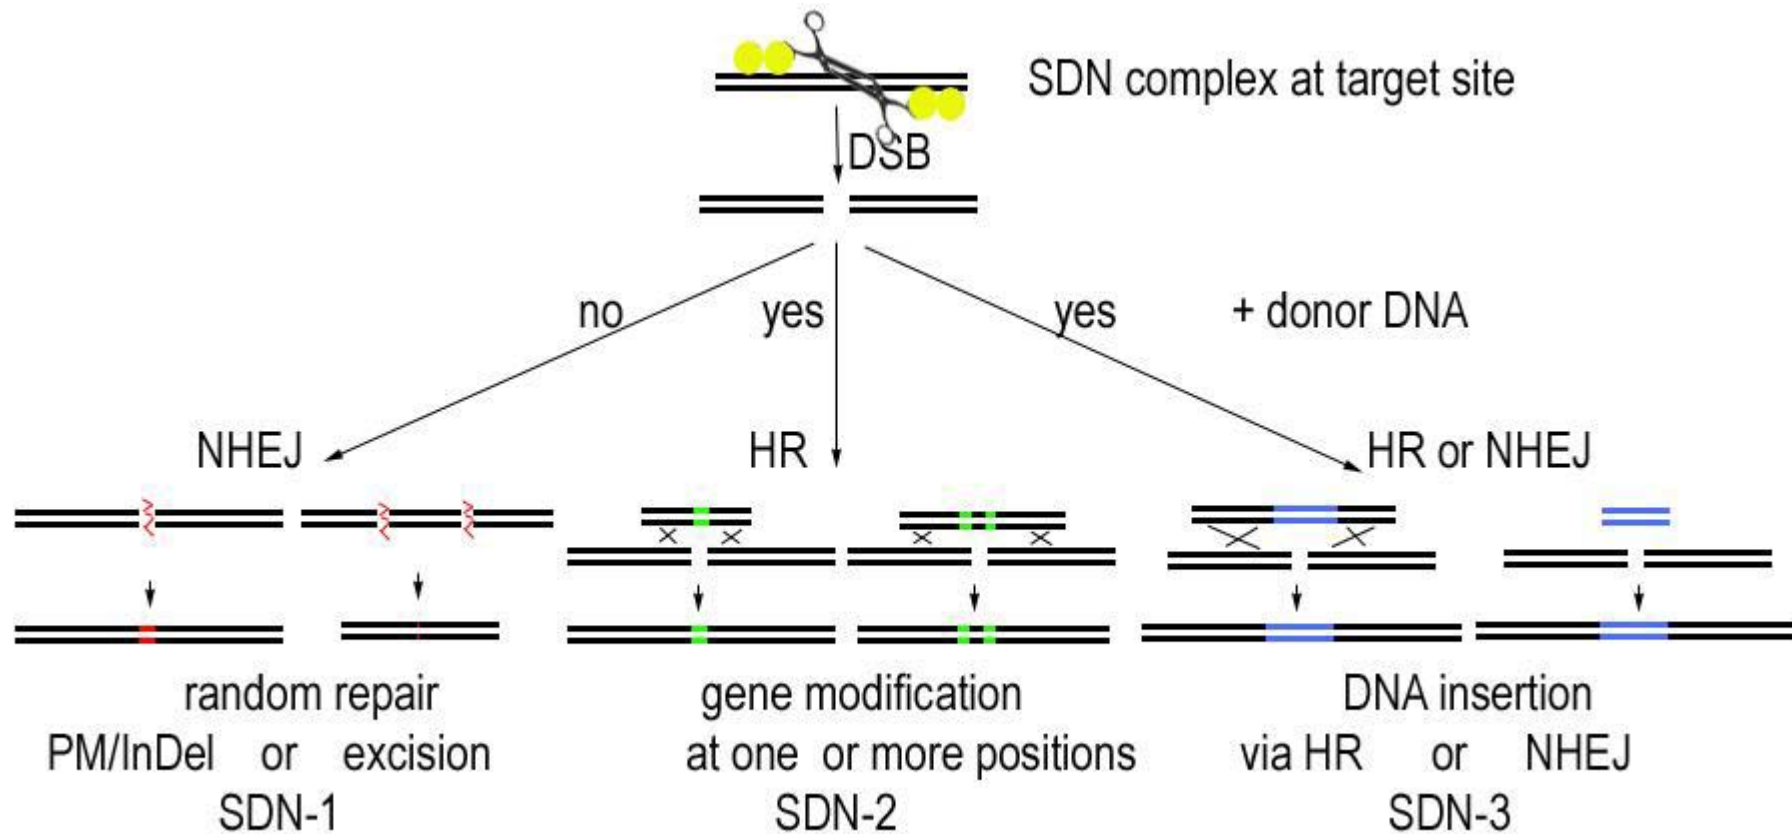 SDN complex at target site
DSB
no yes yes + donor DNA
NHEJ HR HR or NHEJ
random repair gene modification DNA insertion
PM/InDel or excision at one or more positions via HR or NHEJ
SDN-1 SDN-2 SDN-3